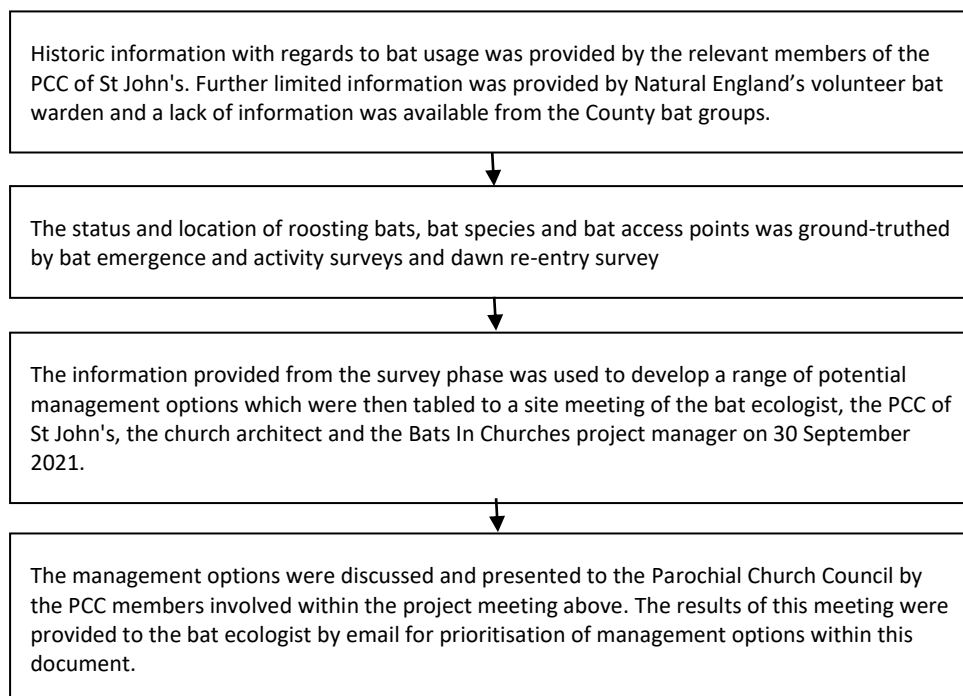 Historic information with regards to bat usage was provided by the relevant members of the
PCC of St John's. Further limited information was provided by Natural England’s volunteer bat
warden and a lack of information was available from the County bat groups.
The status and location of roosting bats, bat species and bat access points was ground-truthed
by bat emergence and activity surveys and dawn re-entry survey
The information provided from the survey phase was used to develop a range of potential
management options which were then tabled to a site meeting of the bat ecologist, the PCC of
St John's, the church architect and the Bats In Churches project manager on 30 September
2021.
The management options were discussed and presented to the Parochial Church Council by
the PCC members involved within the project meeting above. The results of this meeting were
provided to the bat ecologist by email for prioritisation of management options within this
document.